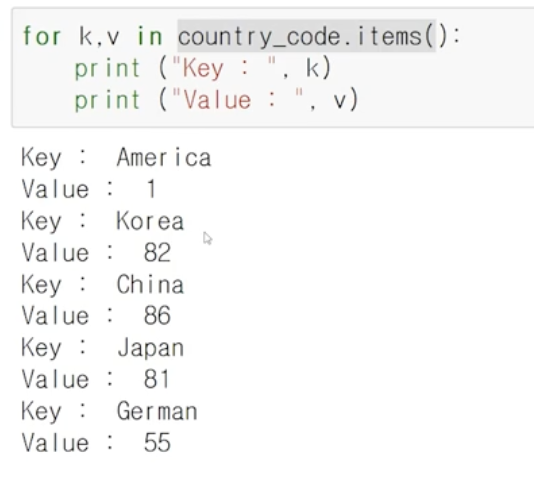 for k,v in country_code.items():
    print ("Key : ", k)
    print ("Value : ", v)
Key :  America
Value :  1
Key :  Korea
Value :  82
Key :  China
Value :  86
Key :  Japan
Value :  81
Key :  German
Value :  55